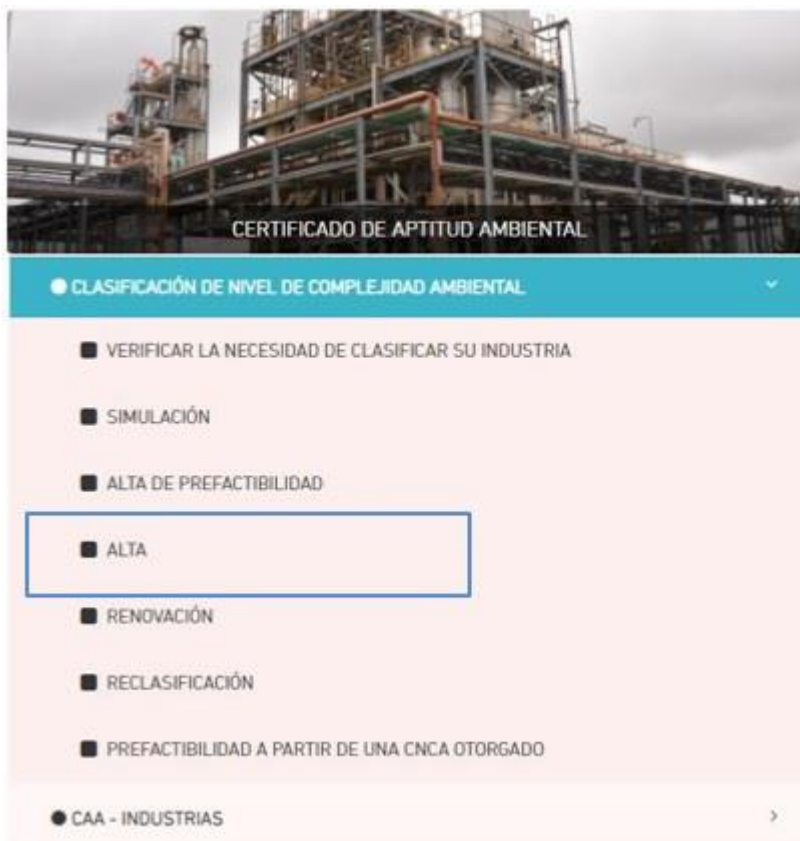 CERTIFICADO DE APTITUD AMBIENTAL
CLASIFICACIÓN DE NIVEL DE COMPLEJIDAD AMBIENTAL
VERIFICAR LA NECESIDAD DE CLASIFICAR SU INDUSTRIA
SIMULACIÓN
ALTA DE PREFACTIBILIDAD
ALTA
RENOVACIÓN
RECLASIFICACIÓN
PREFACTIBILIDAD A PARTIR DE UNA CNCA OTORGADO
CAA - INDUSTRIAS